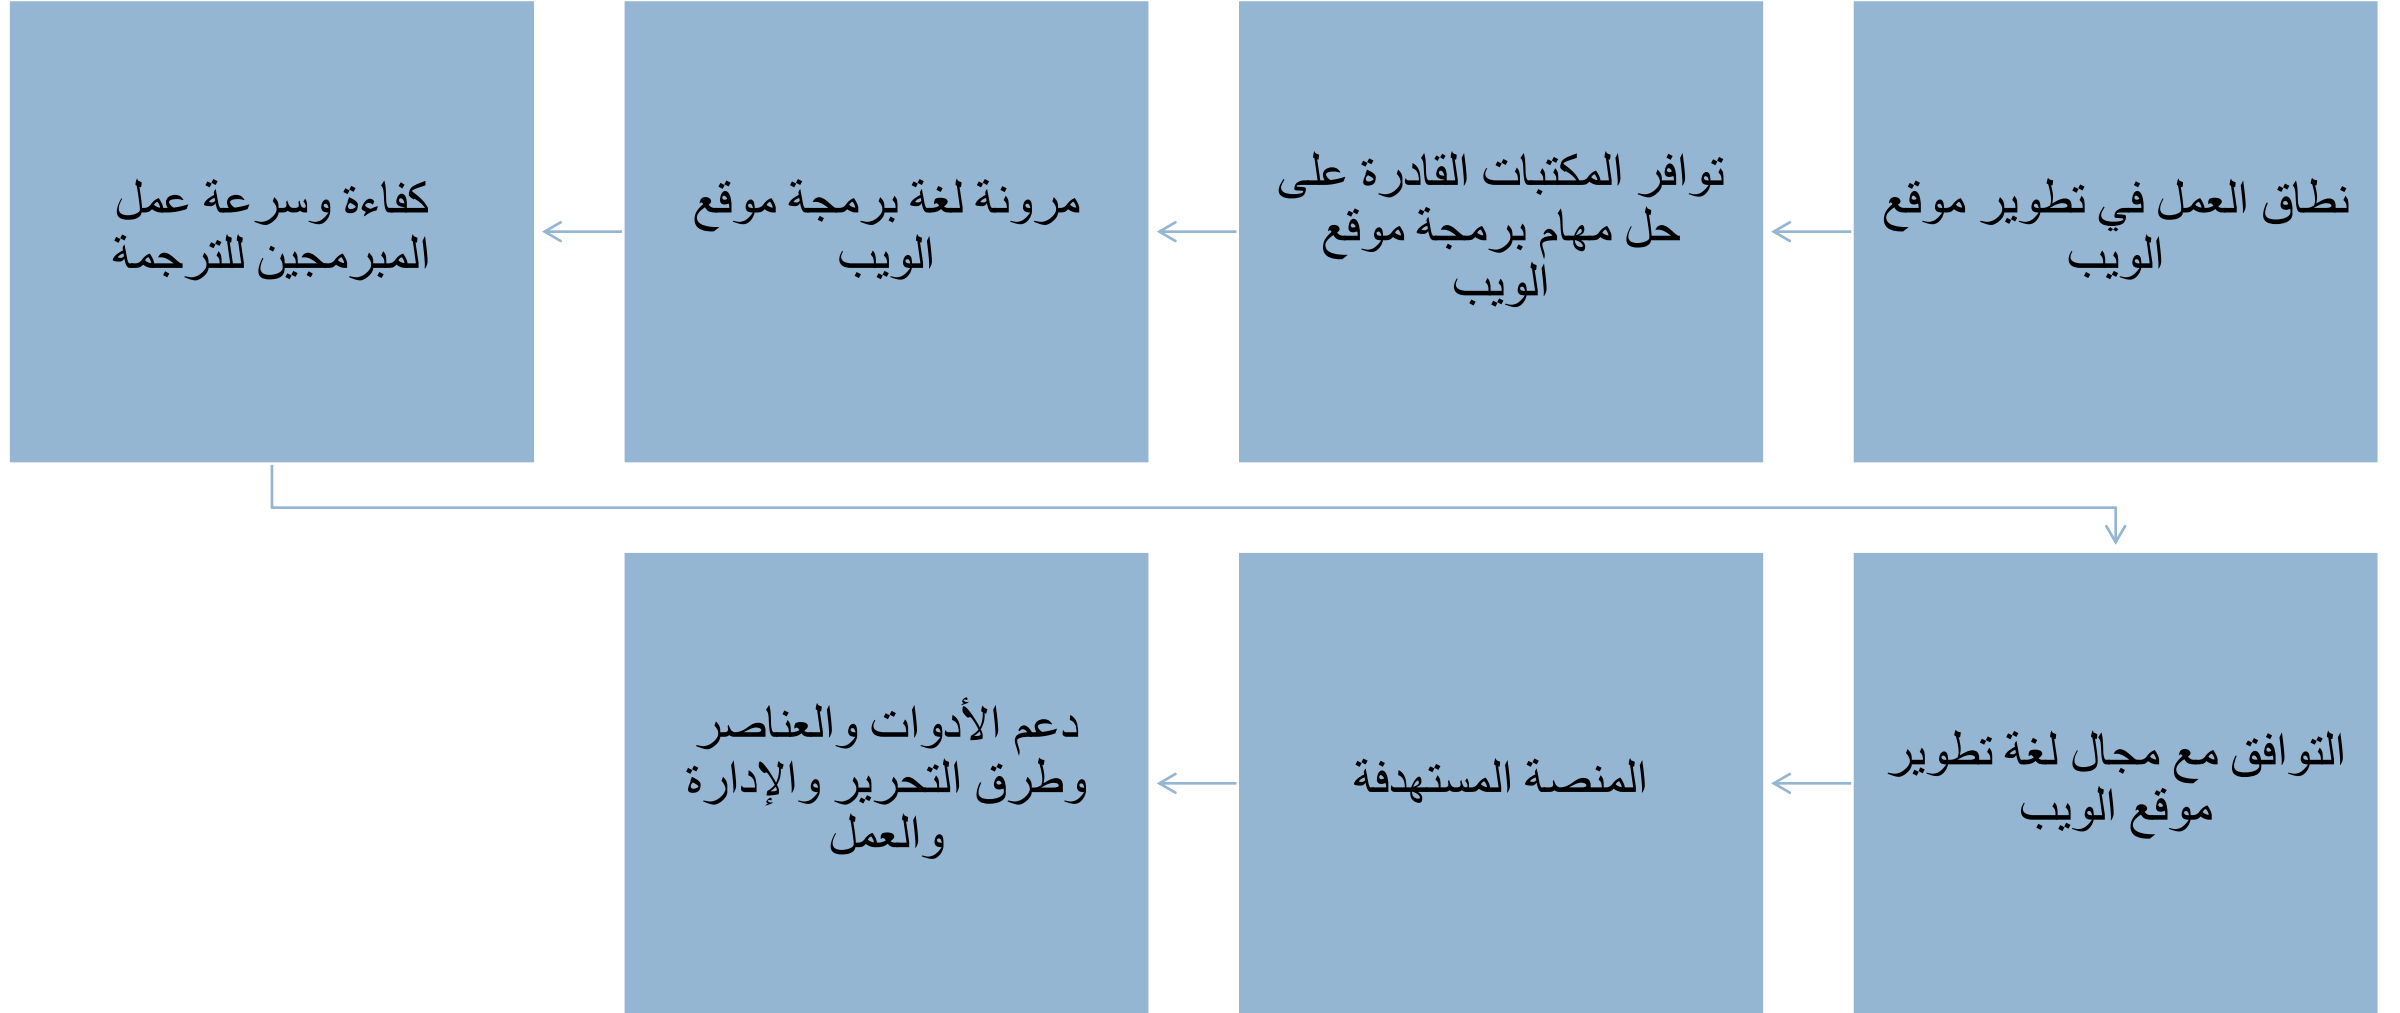 نطاق العمل في تطوير موقع
الويب
توافر المكتبات القادرة على
حل مهام برمجة موقع
الويب
مرونة لغة برمجة موقع
الويب
كفاءة وسرعة عمل
المبرمجين للترجمة
التوافق مع مجال لغة تطوير
موقع الويب
المنصة المستهدفة
دعم الأدوات والعناصر
وطرق التحرير والإدارة
والعمل